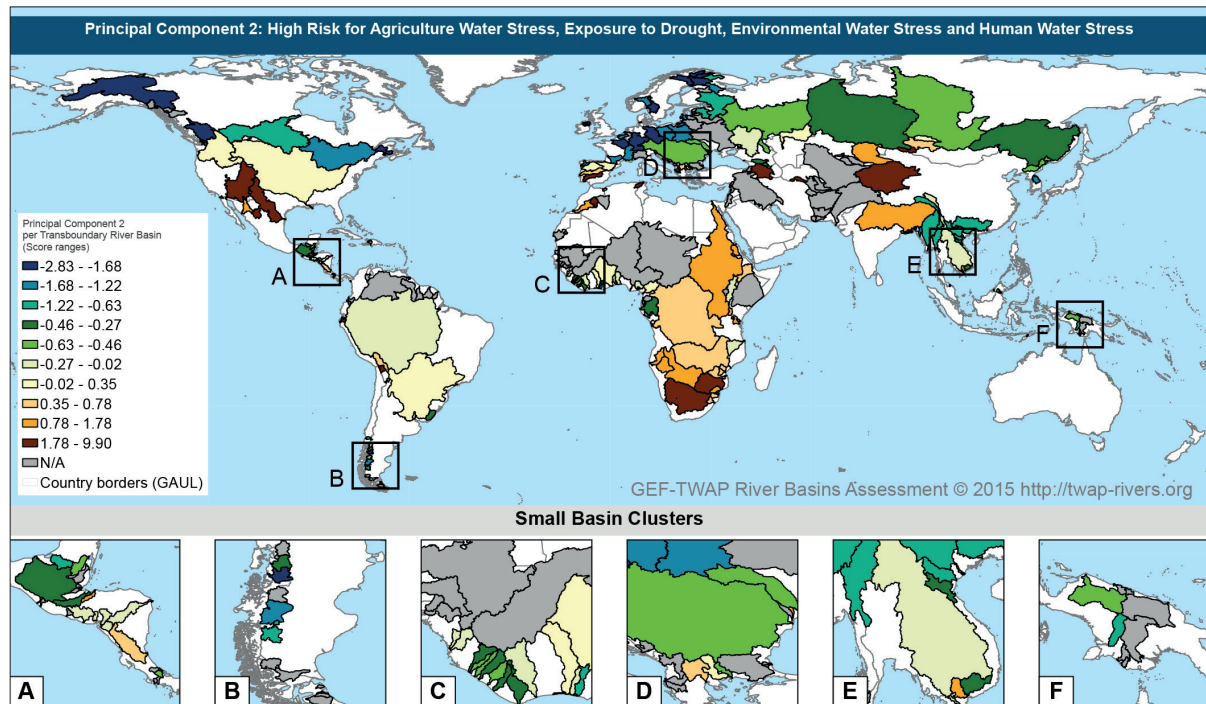 Principal Component 2: High Risk for Agriculture Water Stress, Exposure to Drought, Environmental Water Stress and Human Water Stress
Principal Component 2
per Transboundary River Basin
(Score ranges)
-2.83 - -1.68
-1.68 - -1.22
-1.22 - -0.63
-0.46 - -0.27
-0.63 - -0.46
-0.27 - -0.02
-0.02 - 0.35
0.35 - 0.78
0.78 - 1.78
1.78 - 9.90
N/A
Country borders (GAUL)
A
B
C
D
E
F
GEF-TWAP River Basins Assessment © 2015 http://twap-rivers.org
Small Basin Clusters
A
B
C
D
E
F